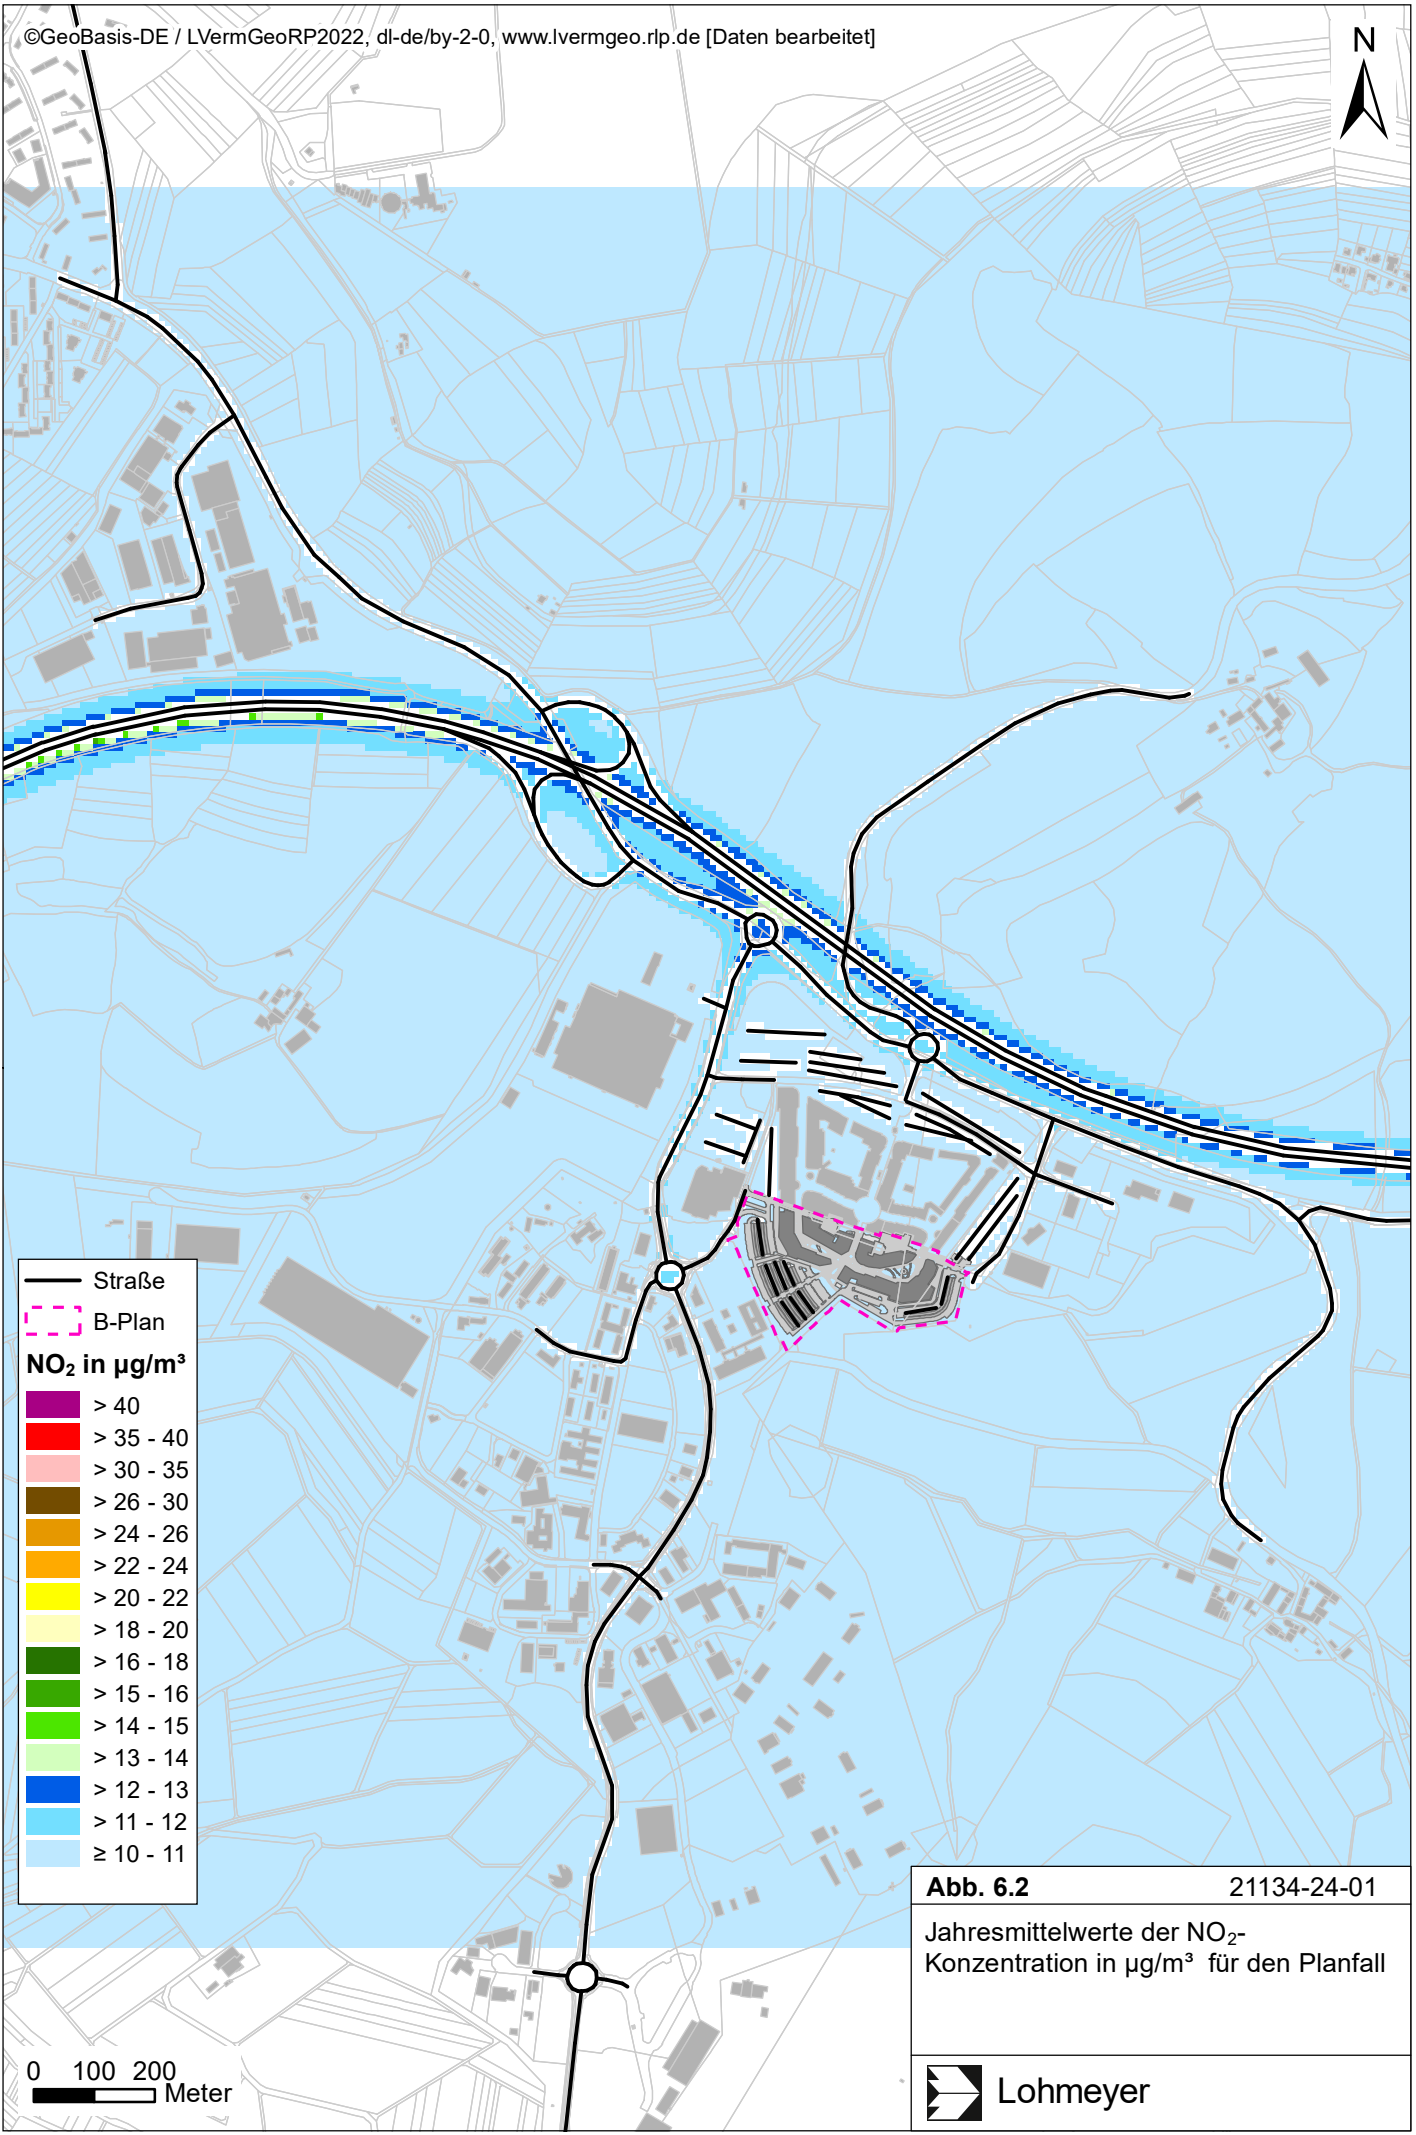 ©GeoBasis-DE / LVermGeoRP2022, dl-de/by-2-0, www.lvermgeo.rlp.de [Daten bearbeitet]
N
Straße
B-Plan
NO₂ in µg/m³
> 40
> 35 - 40
> 30 - 35
> 26 - 30
> 24 - 26
> 22 - 24
> 20 - 22
> 18 - 20
> 16 - 18
> 15 - 16
> 14 - 15
> 13 - 14
> 12 - 13
> 11 - 12
≥ 10 - 11
Abb. 6.2 21134-24-01
Jahresmittelwerte der NO₂-
Konzentration in µg/m³ für den Planfall
0 100 200
Meter
Lohmeyer